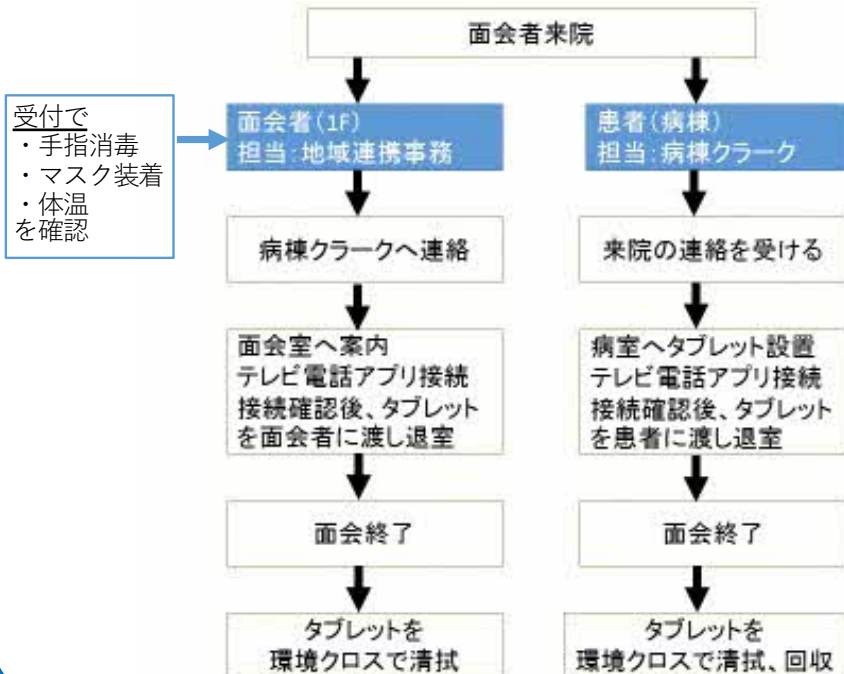 面会者来院
受付で
・手指消毒
・マスク装着
・体温
を確認
面会者(1F)
担当:地域連携事務
病棟クラークへ連絡
面会室へ案内
テレビ電話アプリ接続
接続確認後、タブレット
を面会者に渡し退室
面会終了
タブレットを
環境クロスで清拭
患者(病棟)
担当:病棟クラーク
来院の連絡を受ける
病室へタブレット設置
テレビ電話アプリ接続
接続確認後、タブレット
を患者に渡し退室
面会終了
タブレットを
環境クロスで清拭、回収